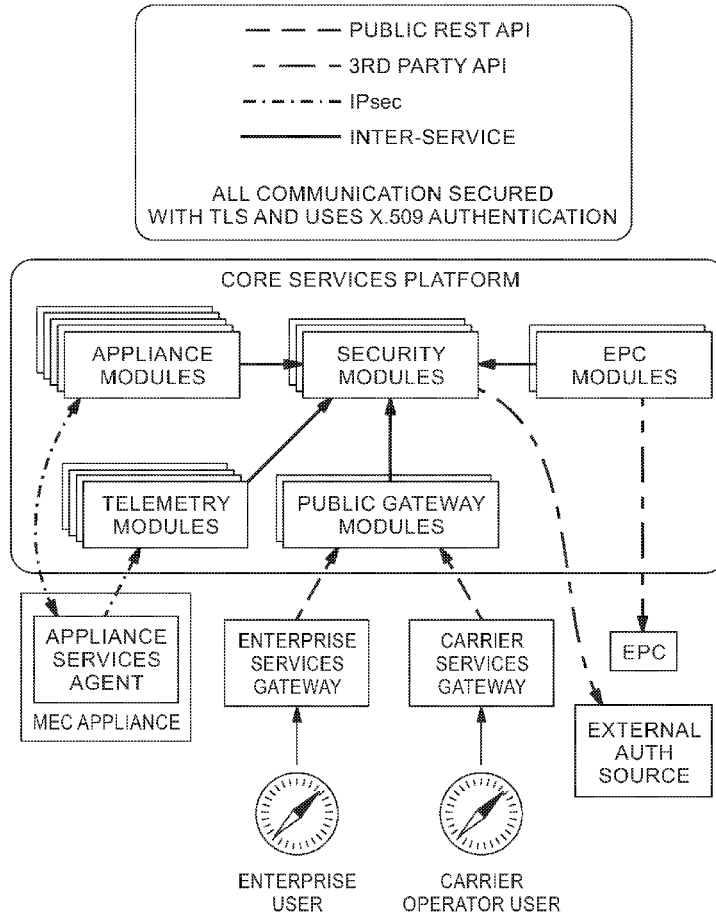 PUBLIC REST API
3RD PARTY API
IPsec
INTER-SERVICE
ALL COMMUNICATION SECURED
WITH TLS AND USES X.509 AUTHENTICATION
CORE SERVICES PLATFORM
APPLIANCE
MODULES
SECURITY
MODULES
EPC
MODULES
TELEMETRY
MODULES
PUBLIC GATEWAY
MODULES
APPLIANCE
SERVICES
AGENT
MEC APPLIANCE
ENTERPRISE
SERVICES
GATEWAY
CARRIER
SERVICES
GATEWAY
EPC
EXTERNAL
AUTH
SOURCE
ENTERPRISE
USER
CARRIER
OPERATOR USER